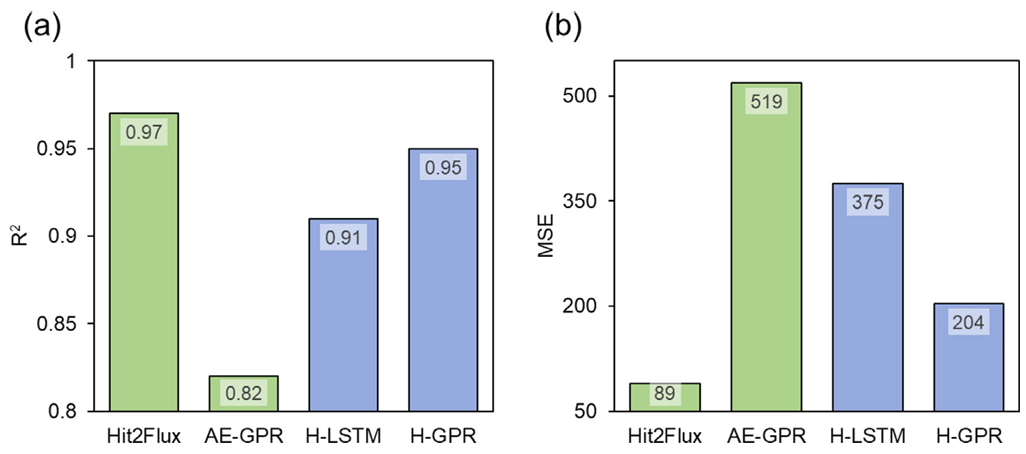 (a)
1
0.95
0.9
0.85
0.8
R²
0.97
0.82
0.91
0.95
Hit2Flux AE-GPR H-LSTM H-GPR
(b)
500
350
200
50
MSE
89
519
375
204
Hit2Flux AE-GPR H-LSTM H-GPR